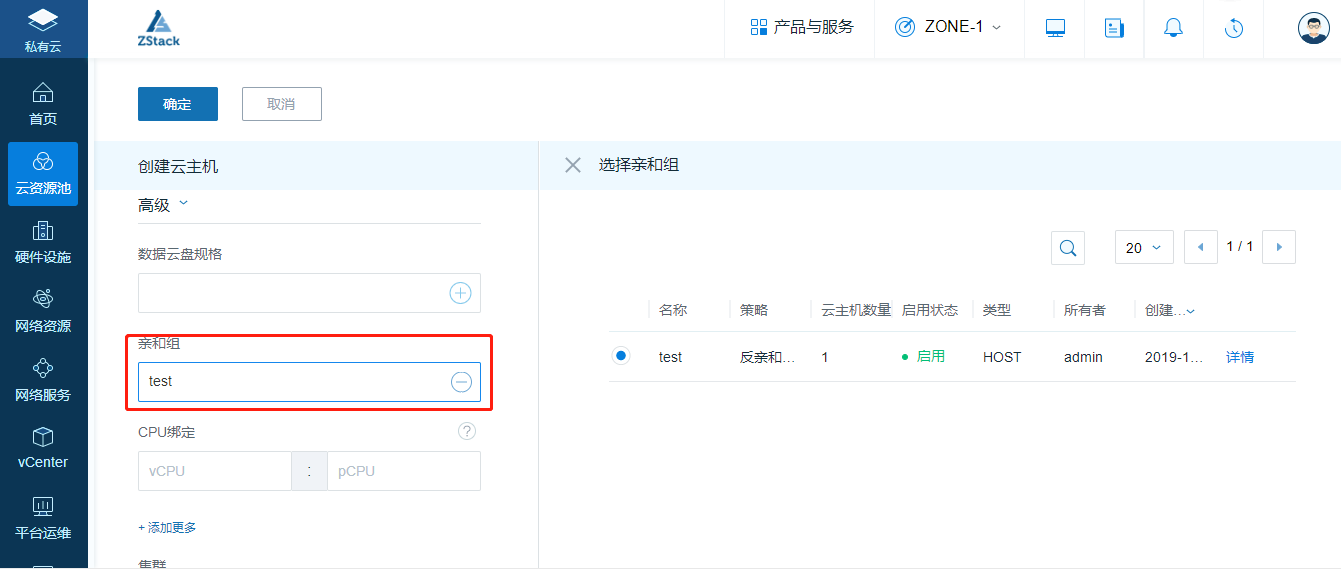 私有云
ZStack
产品与服务
ZONE-1
首页
云资源池
硬件设施
网络资源
网络服务
vCenter
平台运维
确定
取消
创建云主机
高级
数据云盘规格
亲和组
test
CPU绑定
?
vCPU : pCPU
+ 添加更多
集群
选择亲和组
20
1 / 1
名称 策略 云主机数量 启用状态 类型 所有者 创建...
test 反亲和... 1 启用 HOST admin 2019-1... 详情